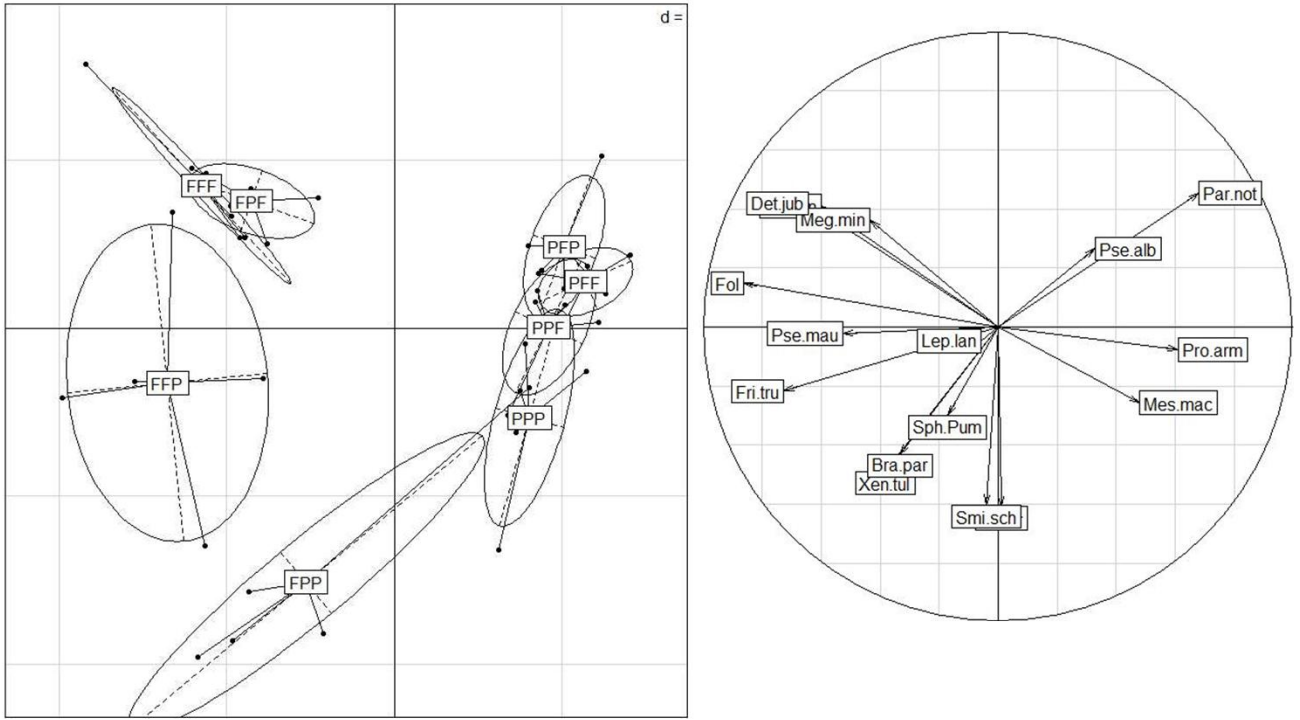 d =
FFF
FPF
PFP
PFF
PPF
FFP
PPP
FPP
Par.not
Det.jub
Meg.min
Pse.alb
Fol
Pse.mau
Lep.lan
Pro.arm
Fri.tru
Mes.mac
Sph.Pum
Bra.par
Xen.tul
Smi.sch